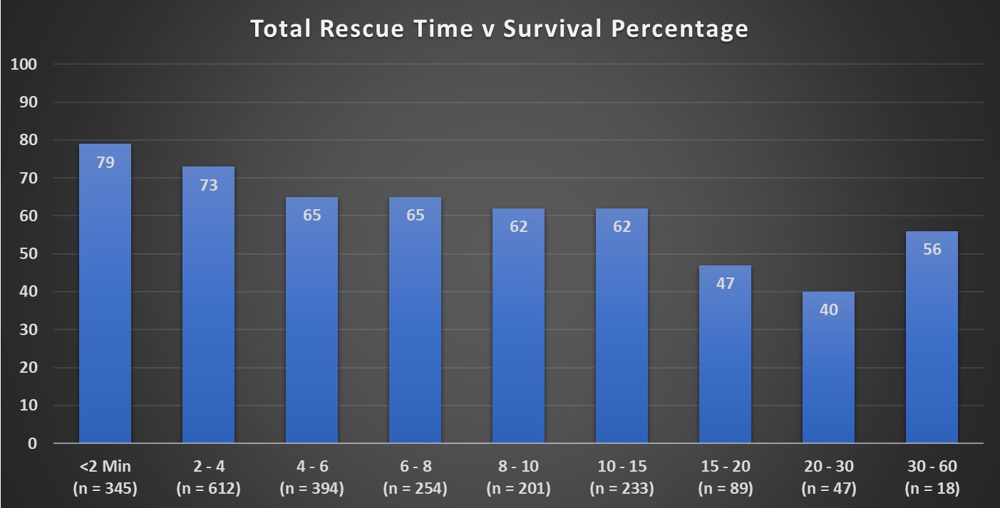 Total Rescue Time v Survival Percentage
100
90
80
70
60
50
40
30
20
10
0
79
73
65
65
62
62
47
40
56
<2 Min
(n = 345)
2 - 4
(n = 612)
4 - 6
(n = 394)
6 - 8
(n = 254)
8 - 10
(n = 201)
10 - 15
(n = 233)
15 - 20
(n = 89)
20 - 30
(n = 47)
30 - 60
(n = 18)